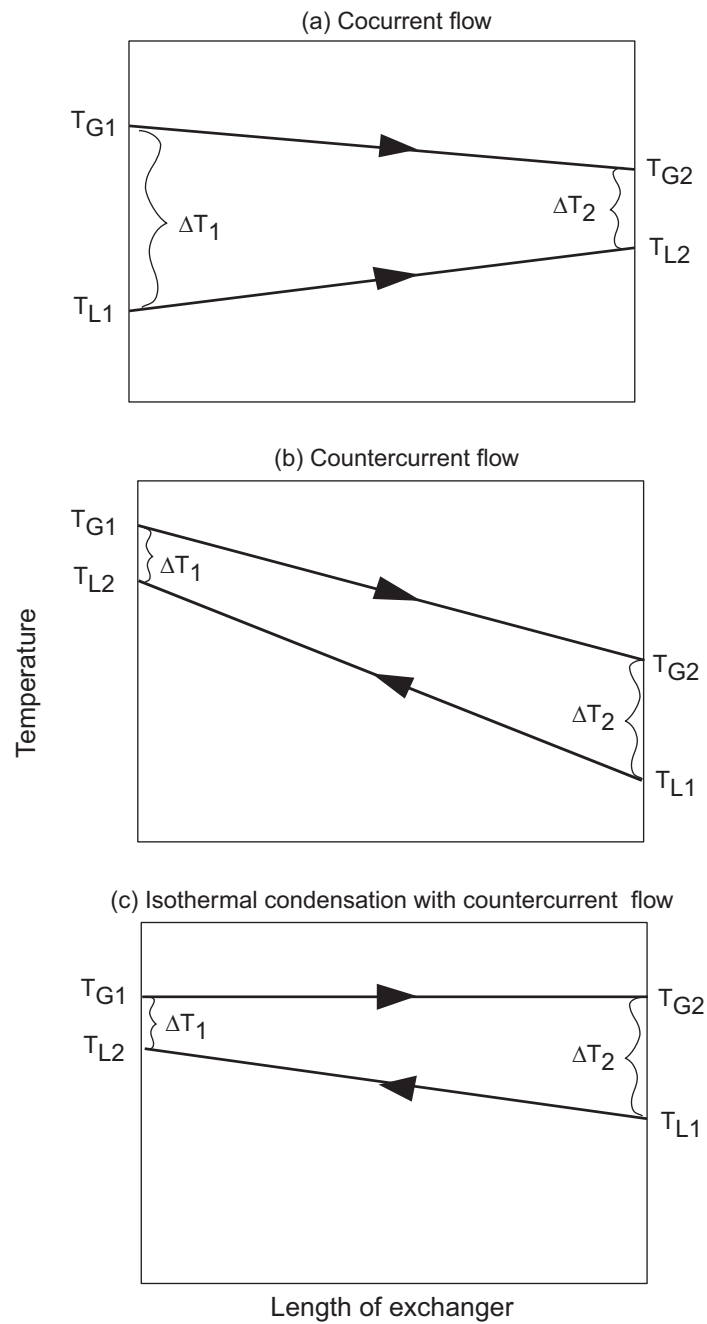 (a) Cocurrent flow
TG1
TG2
ΔT1
ΔT2
TL2
TL1
(b) Countercurrent flow
TG1
ΔT1
TL2
TG2
ΔT2
TL1
Temperature
(c) Isothermal condensation with countercurrent flow
TG1
TG2
ΔT1
TL2
ΔT2
TL1
Length of exchanger